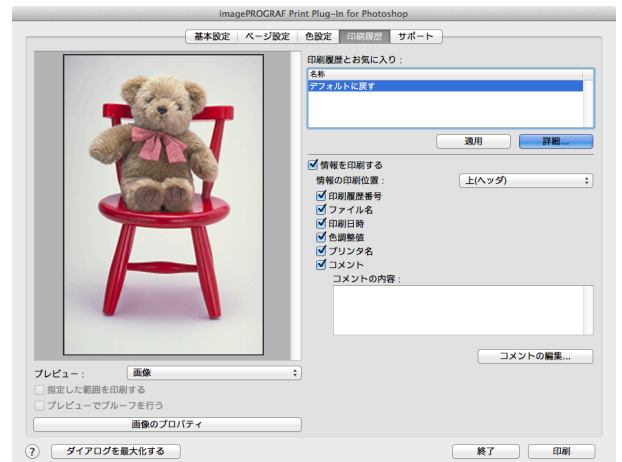 imagePROGRAF Print Plug-In for Photoshop
基本設定 ページ設定 色設定 印刷履歴 サポート
印刷履歴とお気に入り：
名称
デフォルトに戻す
適用 詳細...
情報を印刷する
情報の印刷位置： 上(ヘッダ)
印刷履歴番号
ファイル名
印刷日時
色調整値
プリンタ名
コメント
コメントの内容：
コメントの編集...
プレビュー： 画像
指定した範囲を印刷する
プレビューでプルーフを行う
画像のプロパティ
? ダイアログを最大化する 終了 印刷